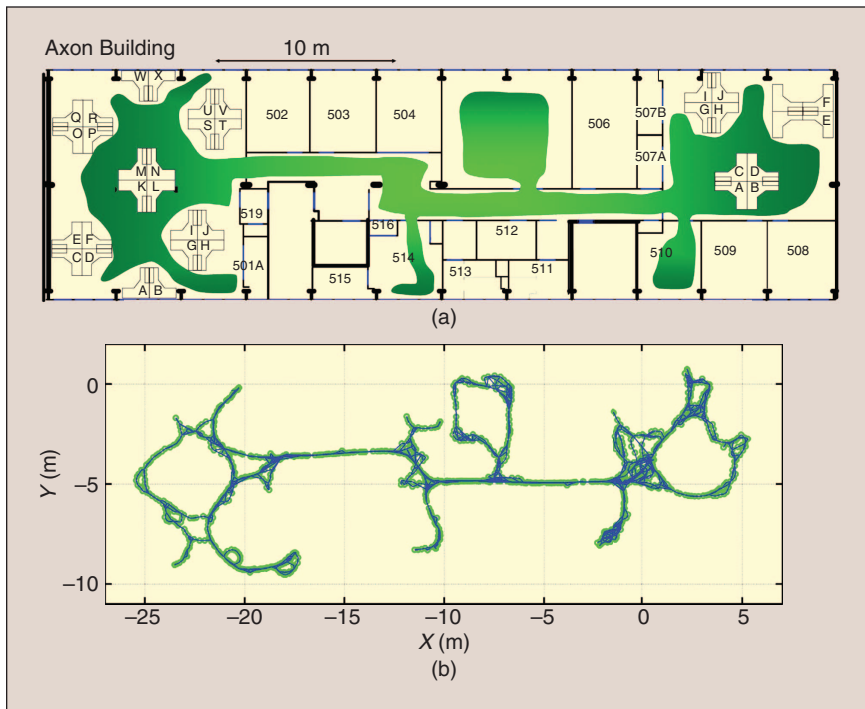 Axon Building
10 m
W X
Q R
O P
U V
S T
502
503
504
506
507B
507A
I J
G H
F
E
M N
K L
C D
A B
519
516
512
E F
C D
I J
G H
501A
515
514
513
511
510
509
508
A B
(a)
0
−5
−10
Y (m)
−25
−20
−15
−10
−5
0
5
X (m)
(b)